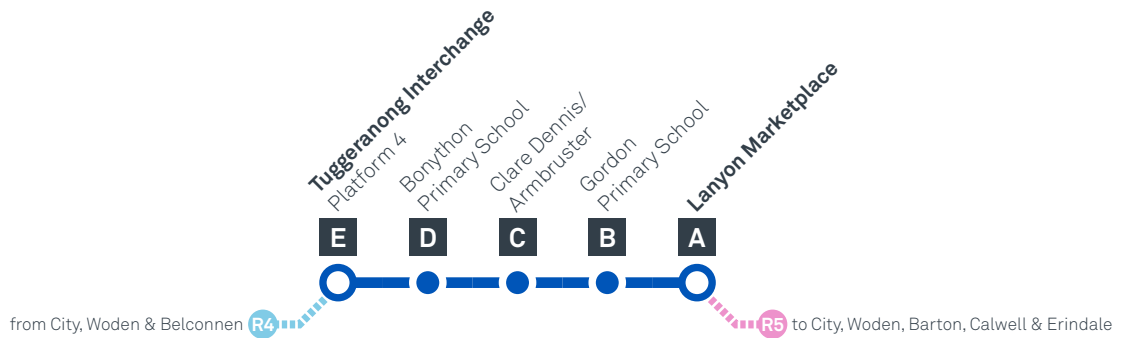 Tuggeranong Interchange
Platform 4
Bonython
Primary School
Clare Dennis/
Armbruster
Gordon
Primary School
Lanyon Marketplace
E
D
C
B
A
from City, Woden & Belconnen R4
R5 to City, Woden, Barton, Calwell & Erindale